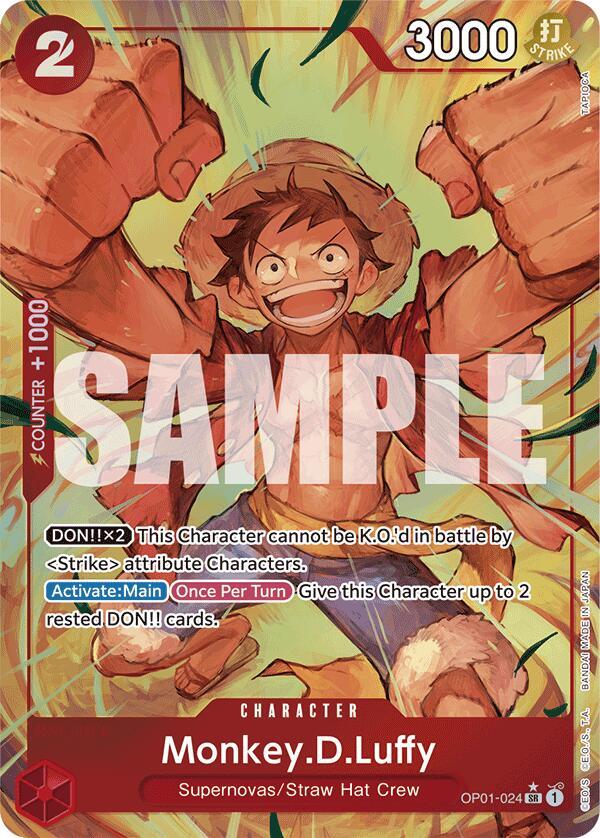 2
3000
打
STRIKE
TAPIOCA
COUNTER +1000
SAMPLE
DON!!×2 This Character cannot be K.O.'d in battle by
<Strike> attribute Characters.
Activate:Main Once Per Turn Give this Character up to 2
rested DON!! cards.
BANDAI MADE IN JAPAN
©E.O./S., T.A.
©E.O/S
CHARACTER
Monkey.D.Luffy
Supernovas/Straw Hat Crew
OP01-024 SR 1